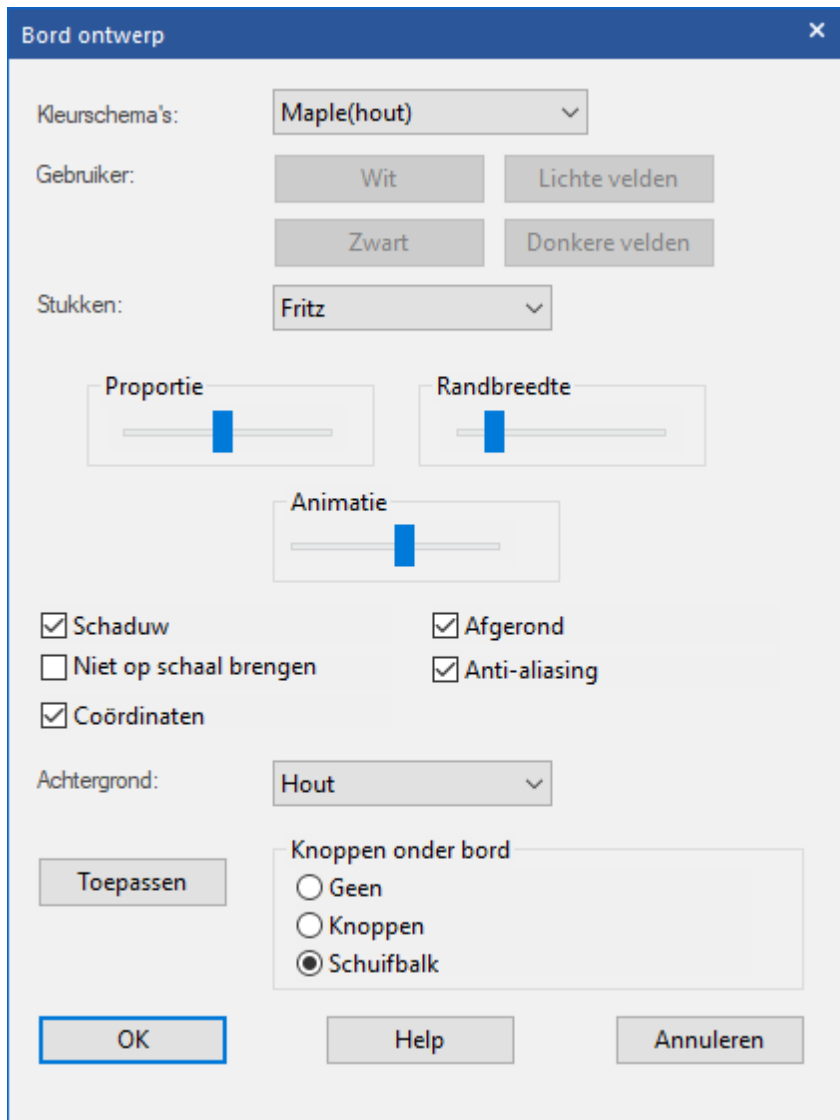 Bord ontwerp
Kleurschema's: Maple(hout)
Gebruiker: Wit Lichte velden
Zwart Donkere velden
Stukken: Fritz
Proportie Randbreedte
Animatie
Schaduw Afgerond
Niet op schaal brengen Anti-aliasing
Coördinaten
Achtergrond: Hout
Knoppen onder bord
Toepassen Geen
Knoppen
Schuifbalk
OK Help Annuleren